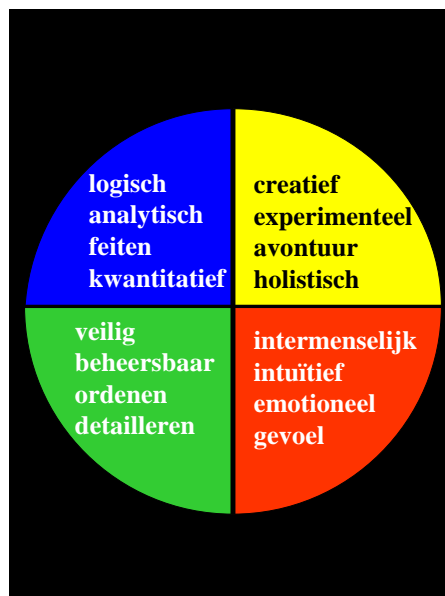 logisch
analytisch
feiten
kwantitatief
creatief
experimenteel
avontuur
holistisch
veilig
beheersbaar
ordenen
detailleren
intermenselijk
intuïtief
emotioneel
gevoel